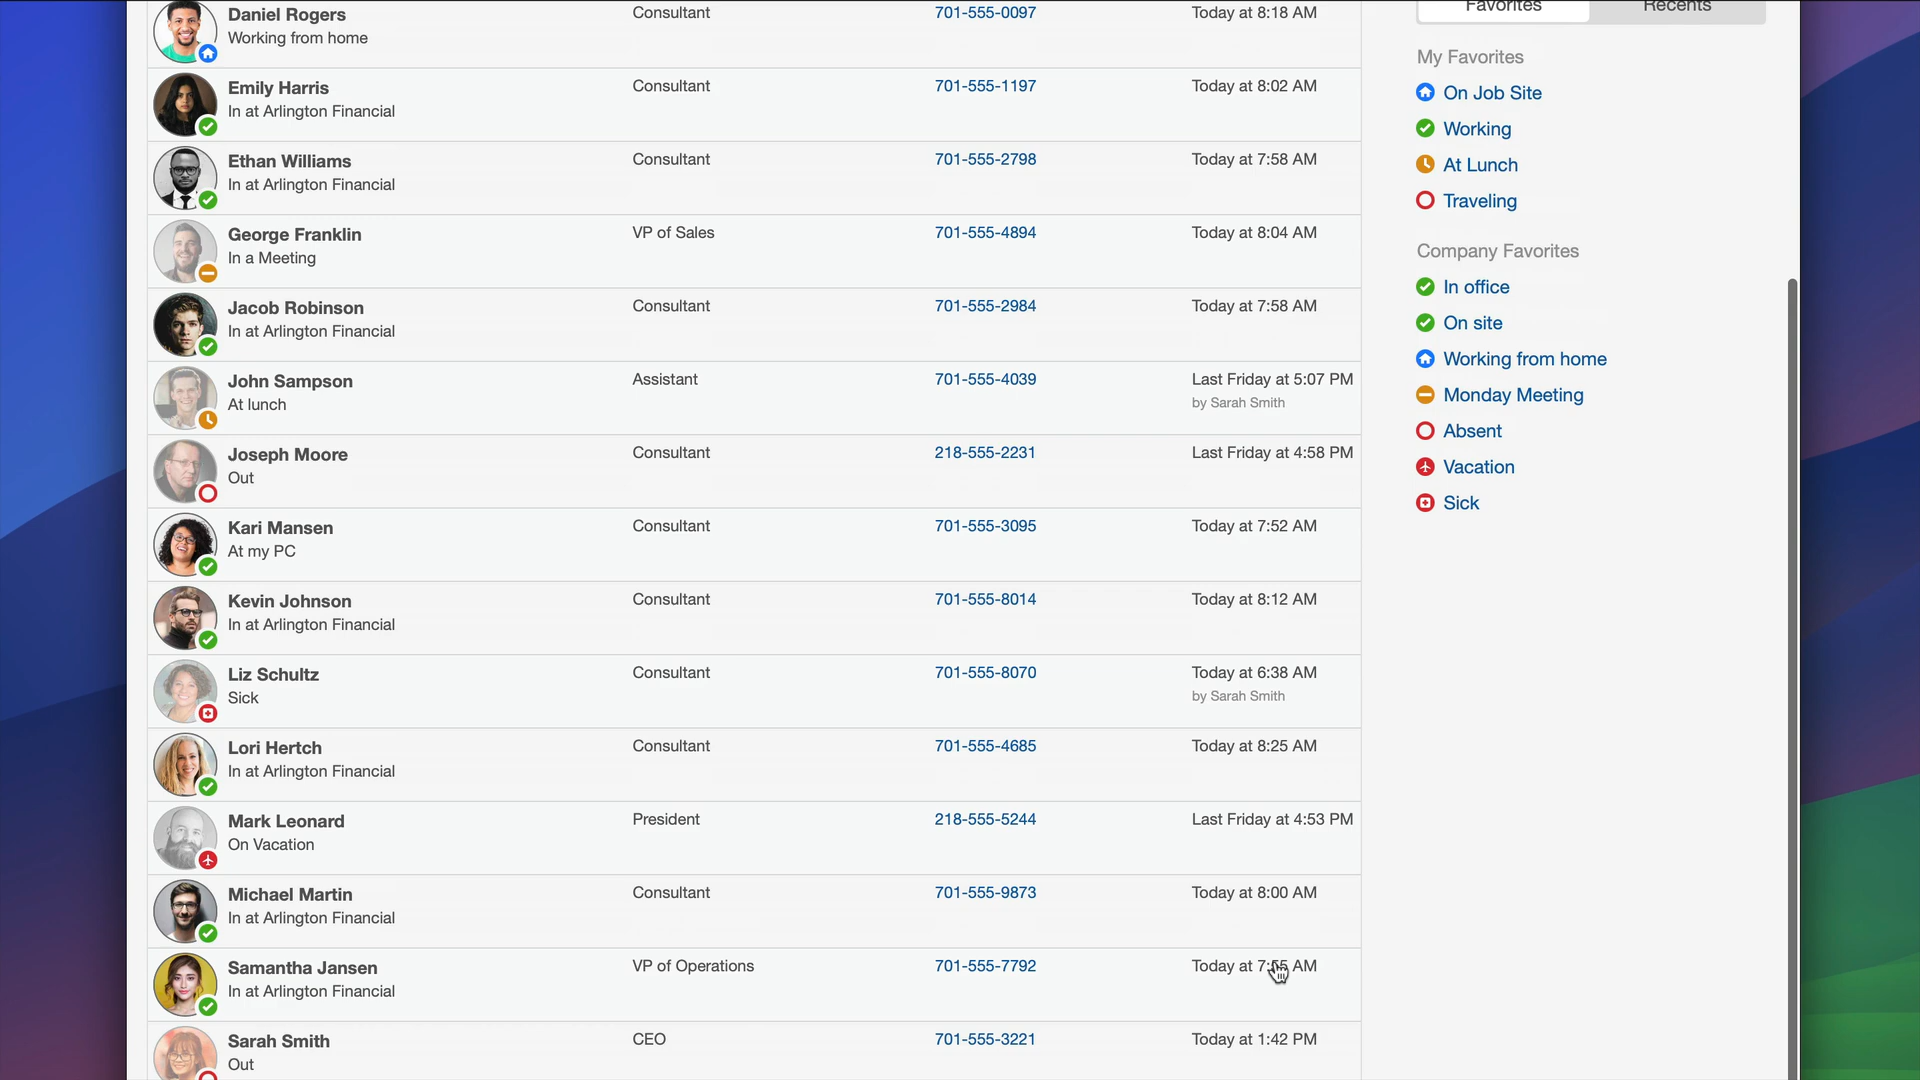 Daniel Rogers Consultant 701-555-0097 Today at 8:18 AM
Working from home
Emily Harris Consultant 701-555-1197 Today at 8:02 AM
In at Arlington Financial
Ethan Williams Consultant 701-555-2798 Today at 7:58 AM
In at Arlington Financial
George Franklin VP of Sales 701-555-4894 Today at 8:04 AM
In a Meeting
Jacob Robinson Consultant 701-555-2984 Today at 7:58 AM
In at Arlington Financial
John Sampson Assistant 701-555-4039 Last Friday at 5:07 PM
At lunch by Sarah Smith
Joseph Moore Consultant 218-555-2231 Last Friday at 4:58 PM
Out
Kari Mansen Consultant 701-555-3095 Today at 7:52 AM
At my PC
Kevin Johnson Consultant 701-555-8014 Today at 8:12 AM
In at Arlington Financial
Liz Schultz Consultant 701-555-8070 Today at 6:38 AM
Sick by Sarah Smith
Lori Hertch Consultant 701-555-4685 Today at 8:25 AM
In at Arlington Financial
Mark Leonard President 218-555-5244 Last Friday at 4:53 PM
On Vacation
Michael Martin Consultant 701-555-9873 Today at 8:00 AM
In at Arlington Financial
Samantha Jansen VP of Operations 701-555-7792 Today at 7:55 AM
In at Arlington Financial
Sarah Smith CEO 701-555-3221 Today at 1:42 PM
Out
Favorites Recents
My Favorites
On Job Site
Working
At Lunch
Traveling
Company Favorites
In office
On site
Working from home
Monday Meeting
Absent
Vacation
Sick